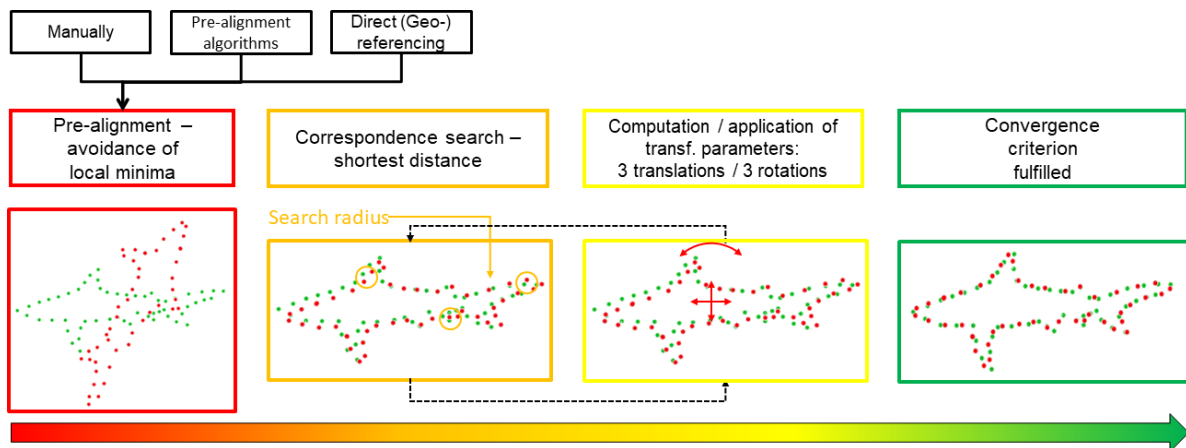 Manually
Pre-alignment
algorithms
Direct (Geo-)
referencing
Pre-alignment –
avoidance of
local minima
Correspondence search –
shortest distance
Computation / application of
transf. parameters:
3 translations / 3 rotations
Convergence
criterion
fulfilled
Search radius